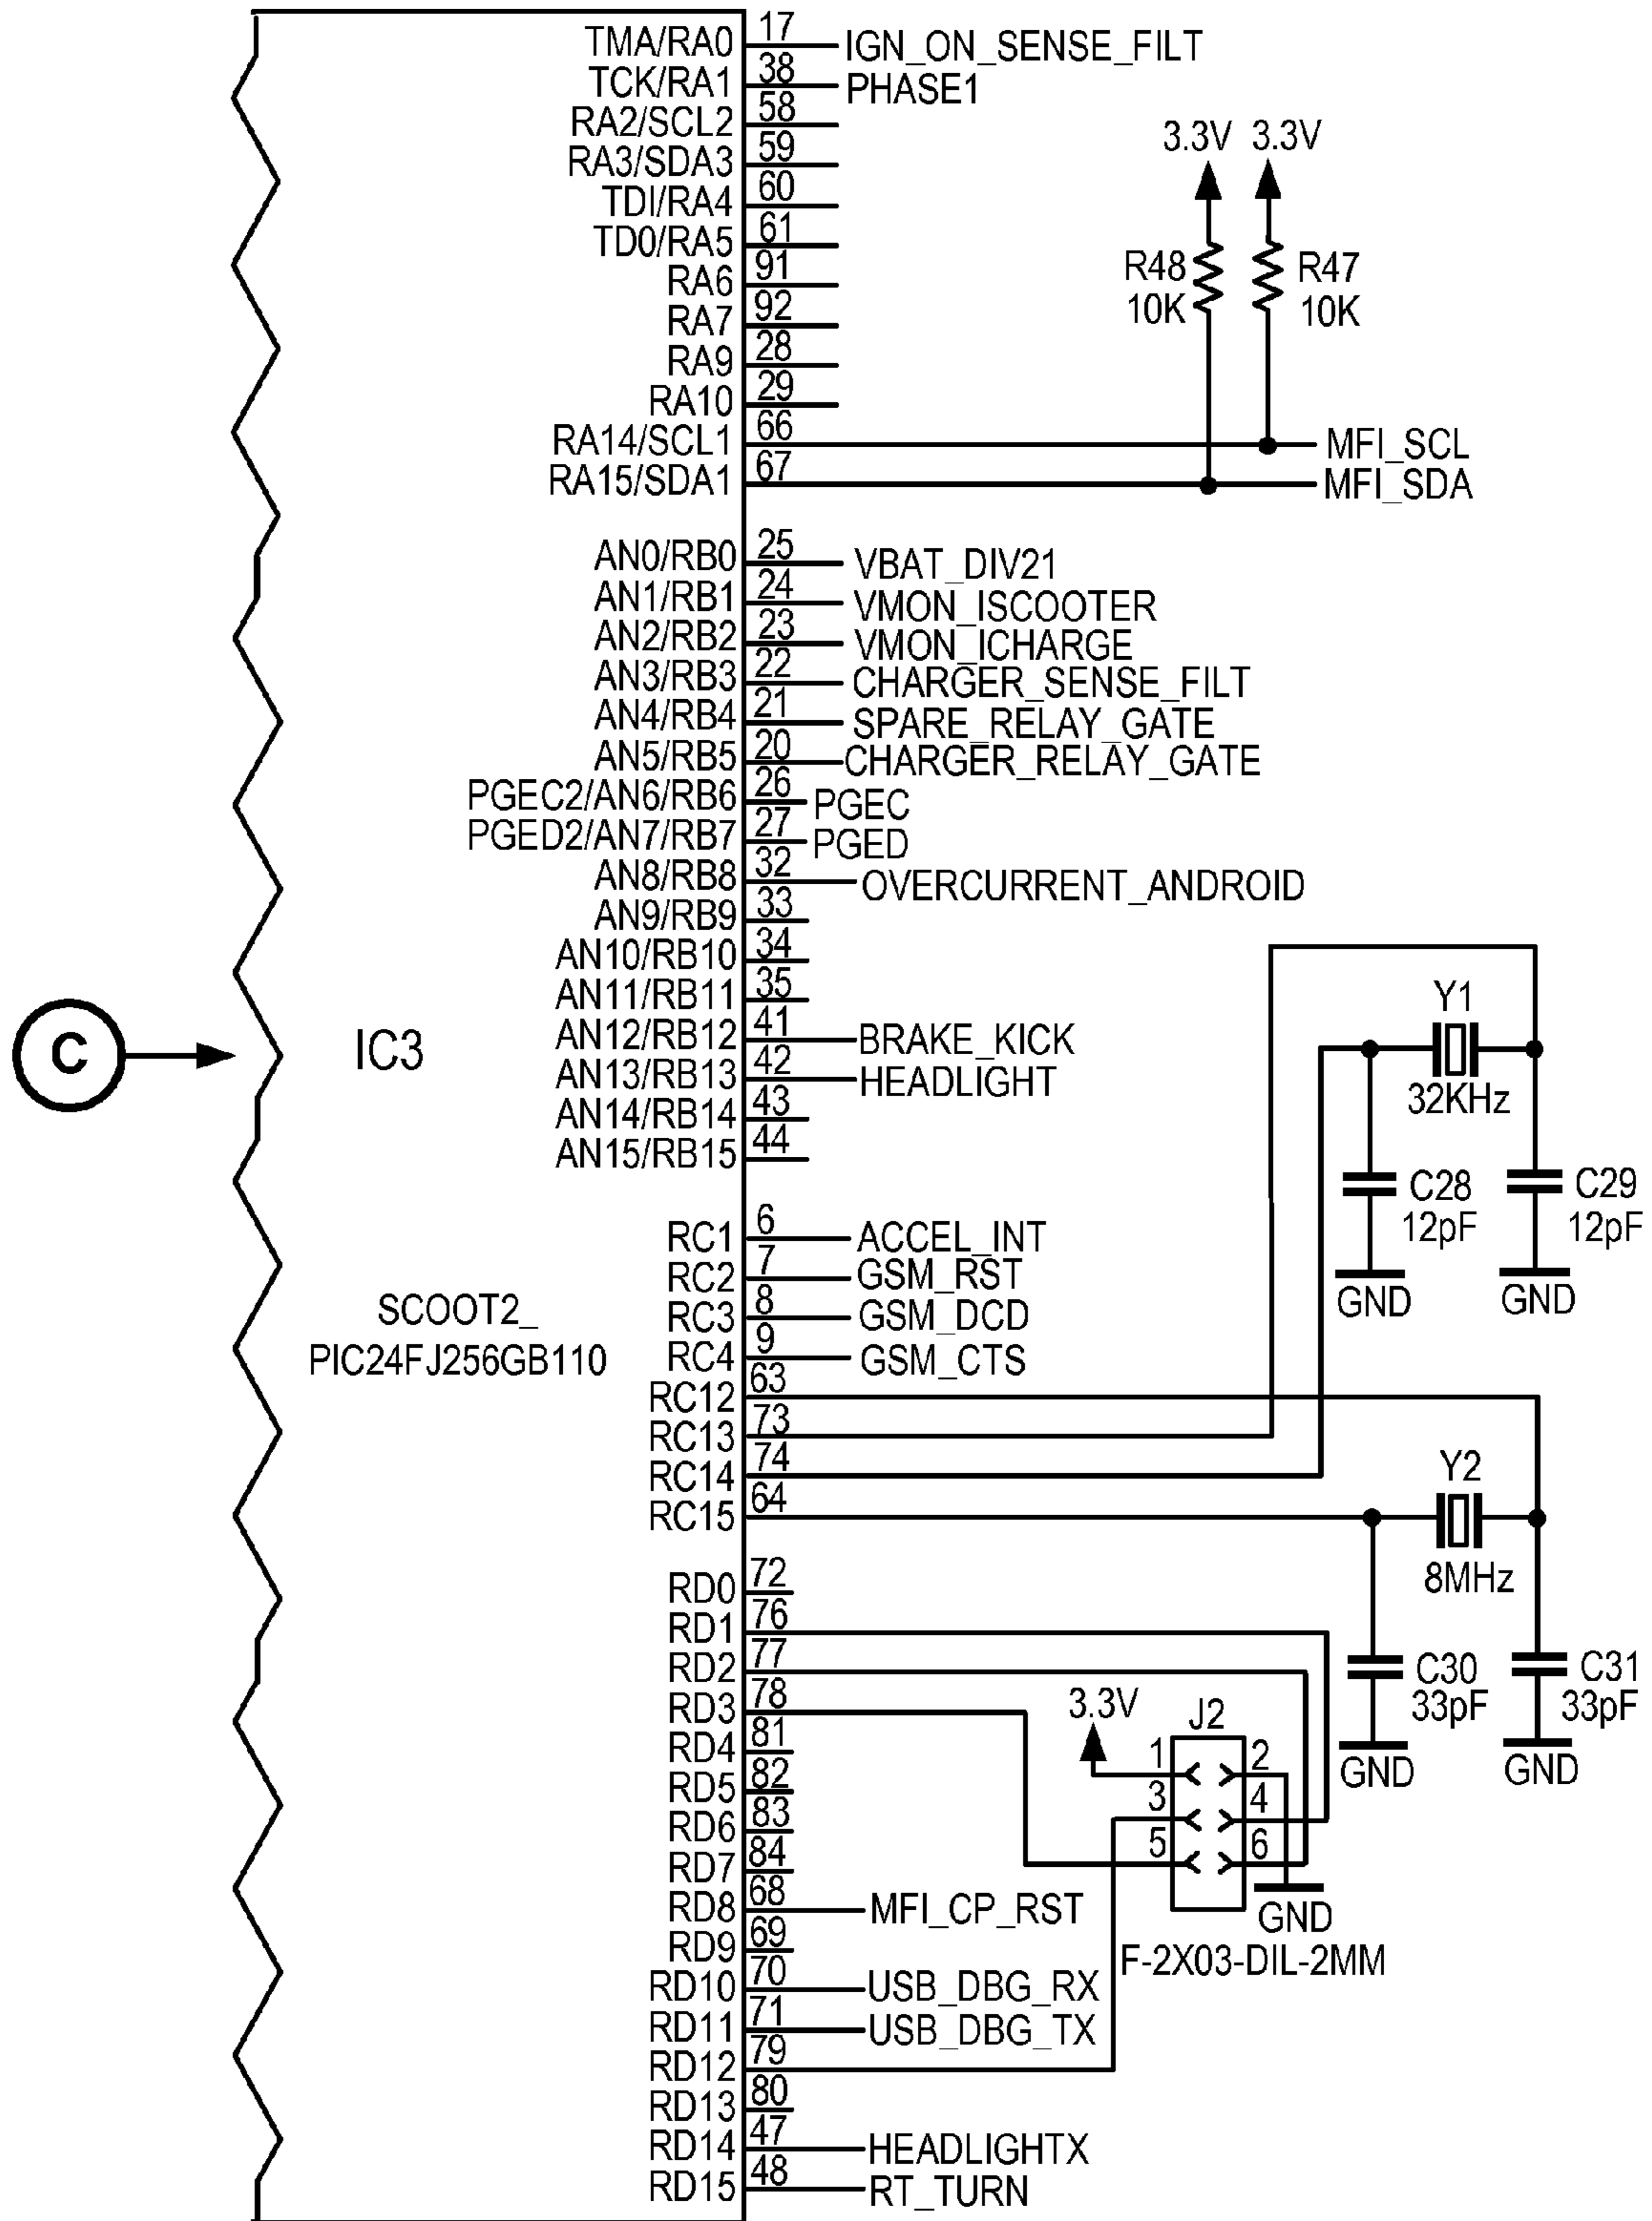 TMA/RA0 17 IGN_ON_SENSE_FILT
TCK/RA1 38 PHASE1
RA2/SCL2 58
RA3/SDA3 59
TDI/RA4 60
TD0/RA5 61
RA6 91
RA7 92
RA9 28
RA10 29
RA14/SCL1 66 MFI_SCL
RA15/SDA1 67 MFI_SDA
3.3V 3.3V
R48 R47
10K 10K
AN0/RB0 25 VBAT_DIV21
AN1/RB1 24 VMON_ISCOOTER
AN2/RB2 23 VMON_ICHARGE
AN3/RB3 22 CHARGER_SENSE_FILT
AN4/RB4 21 SPARE_RELAY_GATE
AN5/RB5 20 CHARGER_RELAY_GATE
PGEC2/AN6/RB6 26 PGEC
PGED2/AN7/RB7 27 PGED
AN8/RB8 32 OVERCURRENT_ANDROID
AN9/RB9 33
AN10/RB10 34
AN11/RB11 35
AN12/RB12 41 BRAKE_KICK
AN13/RB13 42 HEADLIGHT
AN14/RB14 43
AN15/RB15 44
C
IC3
Y1
32KHz
C28 C29
12pF 12pF
GND GND
SCOOT2_
PIC24FJ256GB110
RC1 6 ACCEL_INT
RC2 7 GSM_RST
RC3 8 GSM_DCD
RC4 9 GSM_CTS
RC12 63
RC13 73
RC14 74
RC15 64
Y2
8MHz
C30 C31
33pF 33pF
GND GND
RD0 72
RD1 76
RD2 77
RD3 78
RD4 81
RD5 82
RD6 83
RD7 84
RD8 68 MFI_CP_RST
RD9 69
RD10 70 USB_DBG_RX
RD11 71 USB_DBG_TX
RD12 79
RD13 80
RD14 47 HEADLIGHTX
RD15 48 RT_TURN
3.3V J2
1 2
3 4
5 6
GND
F-2X03-DIL-2MM